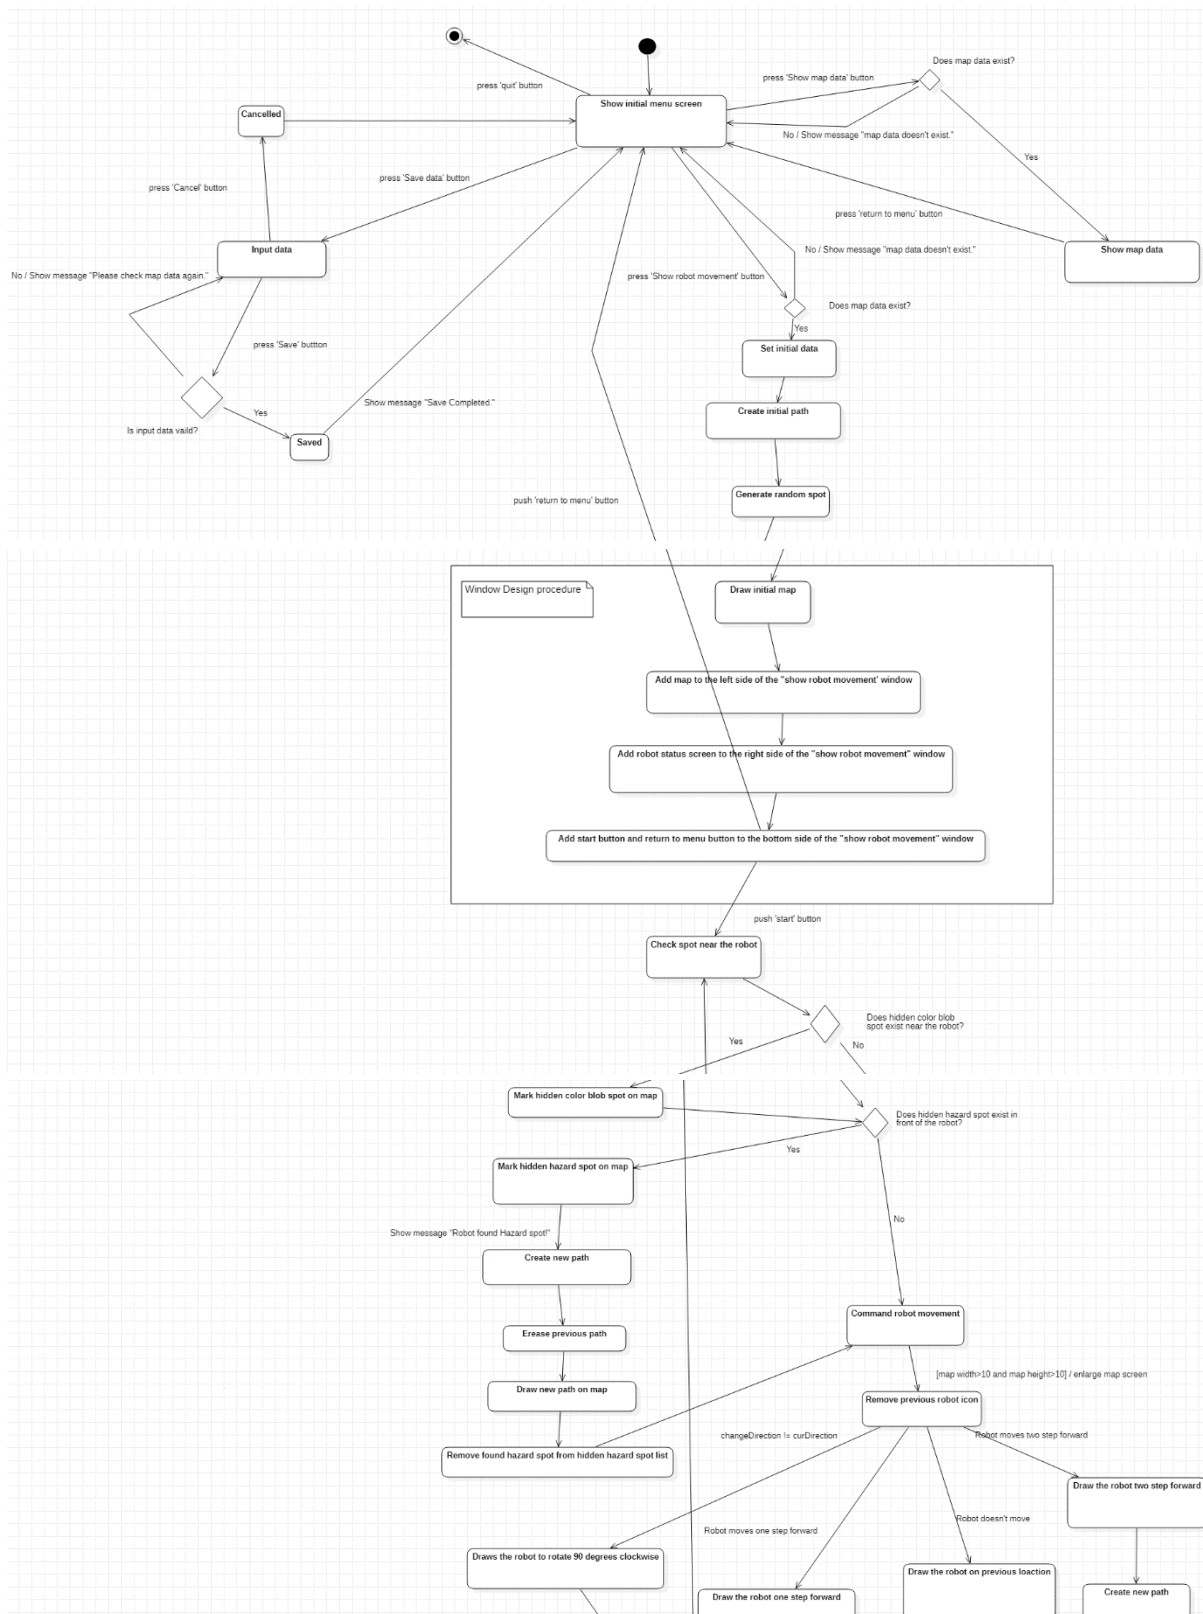 Does map data exist?
press 'Show map data' button
press 'quit' button
Show initial menu screen
Cancelled
No / Show message "map data doesn't exist."
Yes
press 'Save data' button
press 'Cancel' button
press 'return to menu' button
Input data
No / Show message "map data doesn't exist."
Show map data
No / Show message "Please check map data again."
press 'Show robot movement' button
Does map data exist?
Yes
press 'Save' buttton
Set initial data
Show message "Save Completed."
Create initial path
Yes
Is input data vaild?
Saved
Generate random spot
push 'return to menu' button
Window Design procedure
Draw initial map
Add map to the left side of the "show robot movement' window
Add robot status screen to the right side of the "show robot movement" window
Add start button and return to menu button to the bottom side of the "show robot movement" window
push 'start' button
Check spot near the robot
Does hidden color blob
spot exist near the robot?
Yes
No
Mark hidden color blob spot on map
Does hidden hazard spot exist in
front of the robot?
Yes
Mark hidden hazard spot on map
No
Show message "Robot found Hazard spot!"
Create new path
Command robot movement
Erease previous path
[map width>10 and map height>10] / enlarge map screen
Draw new path on map
Remove previous robot icon
changeDirection != curDirection
Robot moves two step forward
Remove found hazard spot from hidden hazard spot list
Draw the robot two step forward
Robot doesn't move
Robot moves one step forward
Draws the robot to rotate 90 degrees clockwise
Draw the robot on previous loaction
Create new path
Draw the robot one step forward